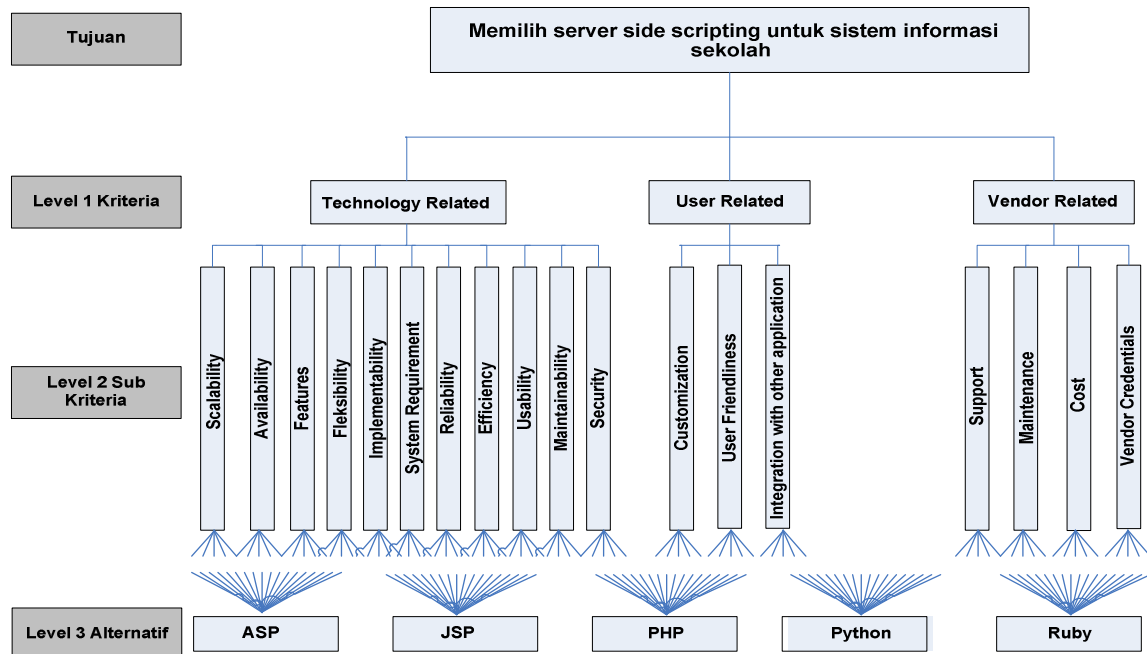 Tujuan
Memilih server side scripting untuk sistem informasi
sekolah
Level 1 Kriteria
Technology Related
User Related
Vendor Related
Level 2 Sub
Kriteria
Scalability
Availability
Features
Fleksibility
Implementability
System Requirement
Reliability
Efficiency
Usability
Maintainability
Security
Customization
User Friendliness
Integration with other application
Support
Maintenance
Cost
Vendor Credentials
Level 3 Alternatif
ASP
JSP
PHP
Python
Ruby